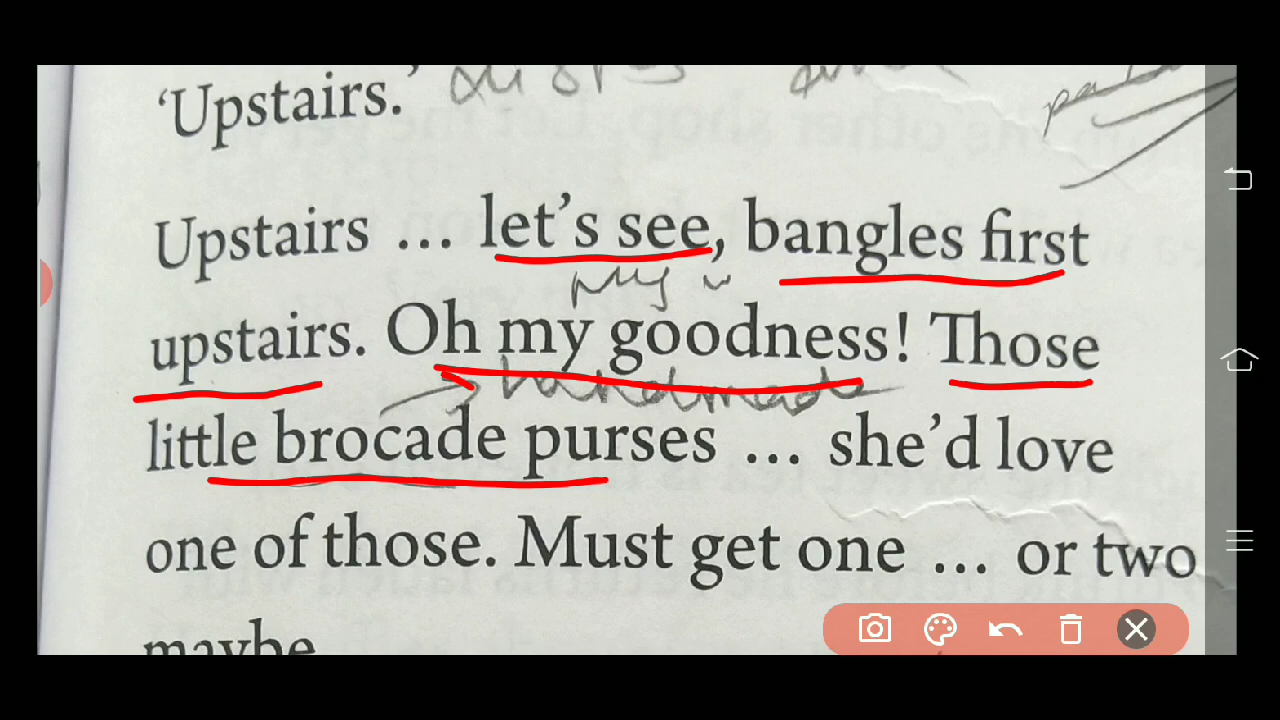 ‘Upstairs.’
Upstairs ... let’s see, bangles first
upstairs. Oh my goodness! Those
handmade
little brocade purses ... she’d love
one of those. Must get one ... or two
maybe